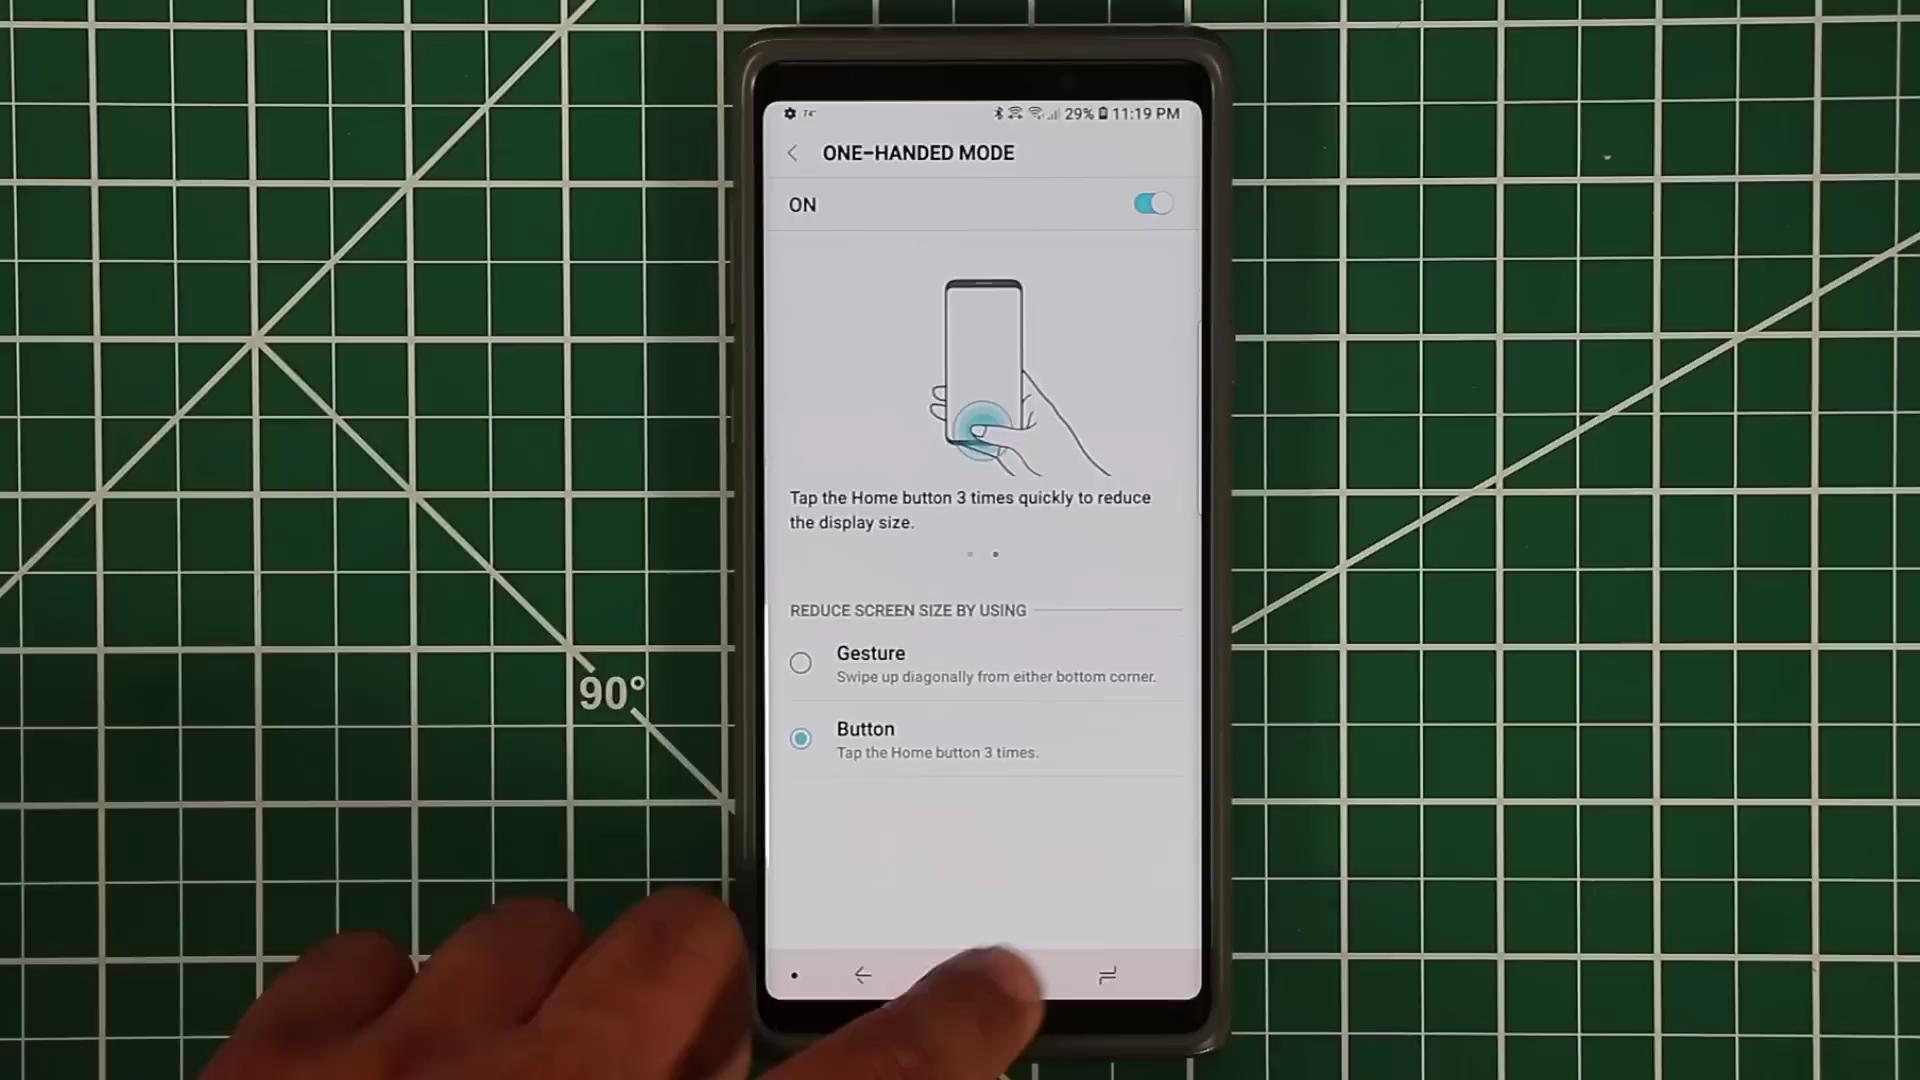 74°
29% 11:19 PM
ONE-HANDED MODE
ON
Tap the Home button 3 times quickly to reduce
the display size.
REDUCE SCREEN SIZE BY USING
Gesture
Swipe up diagonally from either bottom corner.
Button
Tap the Home button 3 times.
90°